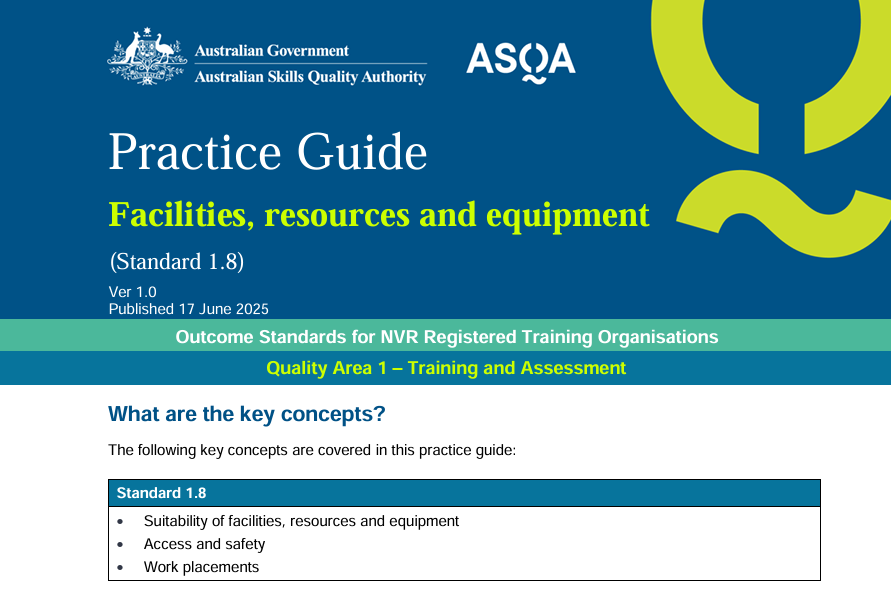 Australian Government
Australian Skills Quality Authority
ASQA
Practice Guide
Facilities, resources and equipment
(Standard 1.8)
Ver 1.0
Published 17 June 2025
Outcome Standards for NVR Registered Training Organisations
Quality Area 1 – Training and Assessment
What are the key concepts?
The following key concepts are covered in this practice guide:
Standard 1.8
• Suitability of facilities, resources and equipment
• Access and safety
• Work placements